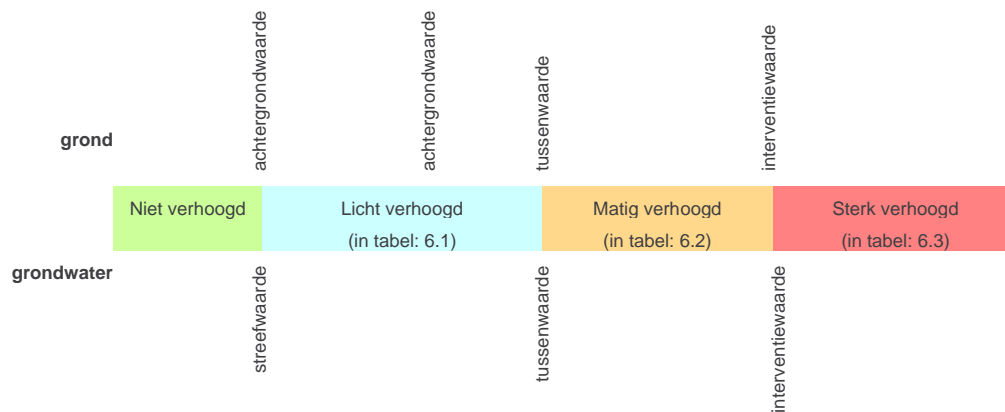 achtergrondwaarde
achtergrondwaarde
tussenwaarde
interventiewaarde
grond
Niet verhoogd
Licht verhoogd
(in tabel: 6.1)
Matig verhoogd
(in tabel: 6.2)
Sterk verhoogd
(in tabel: 6.3)
grondwater
streefwaarde
tussenwaarde
interventiewaarde